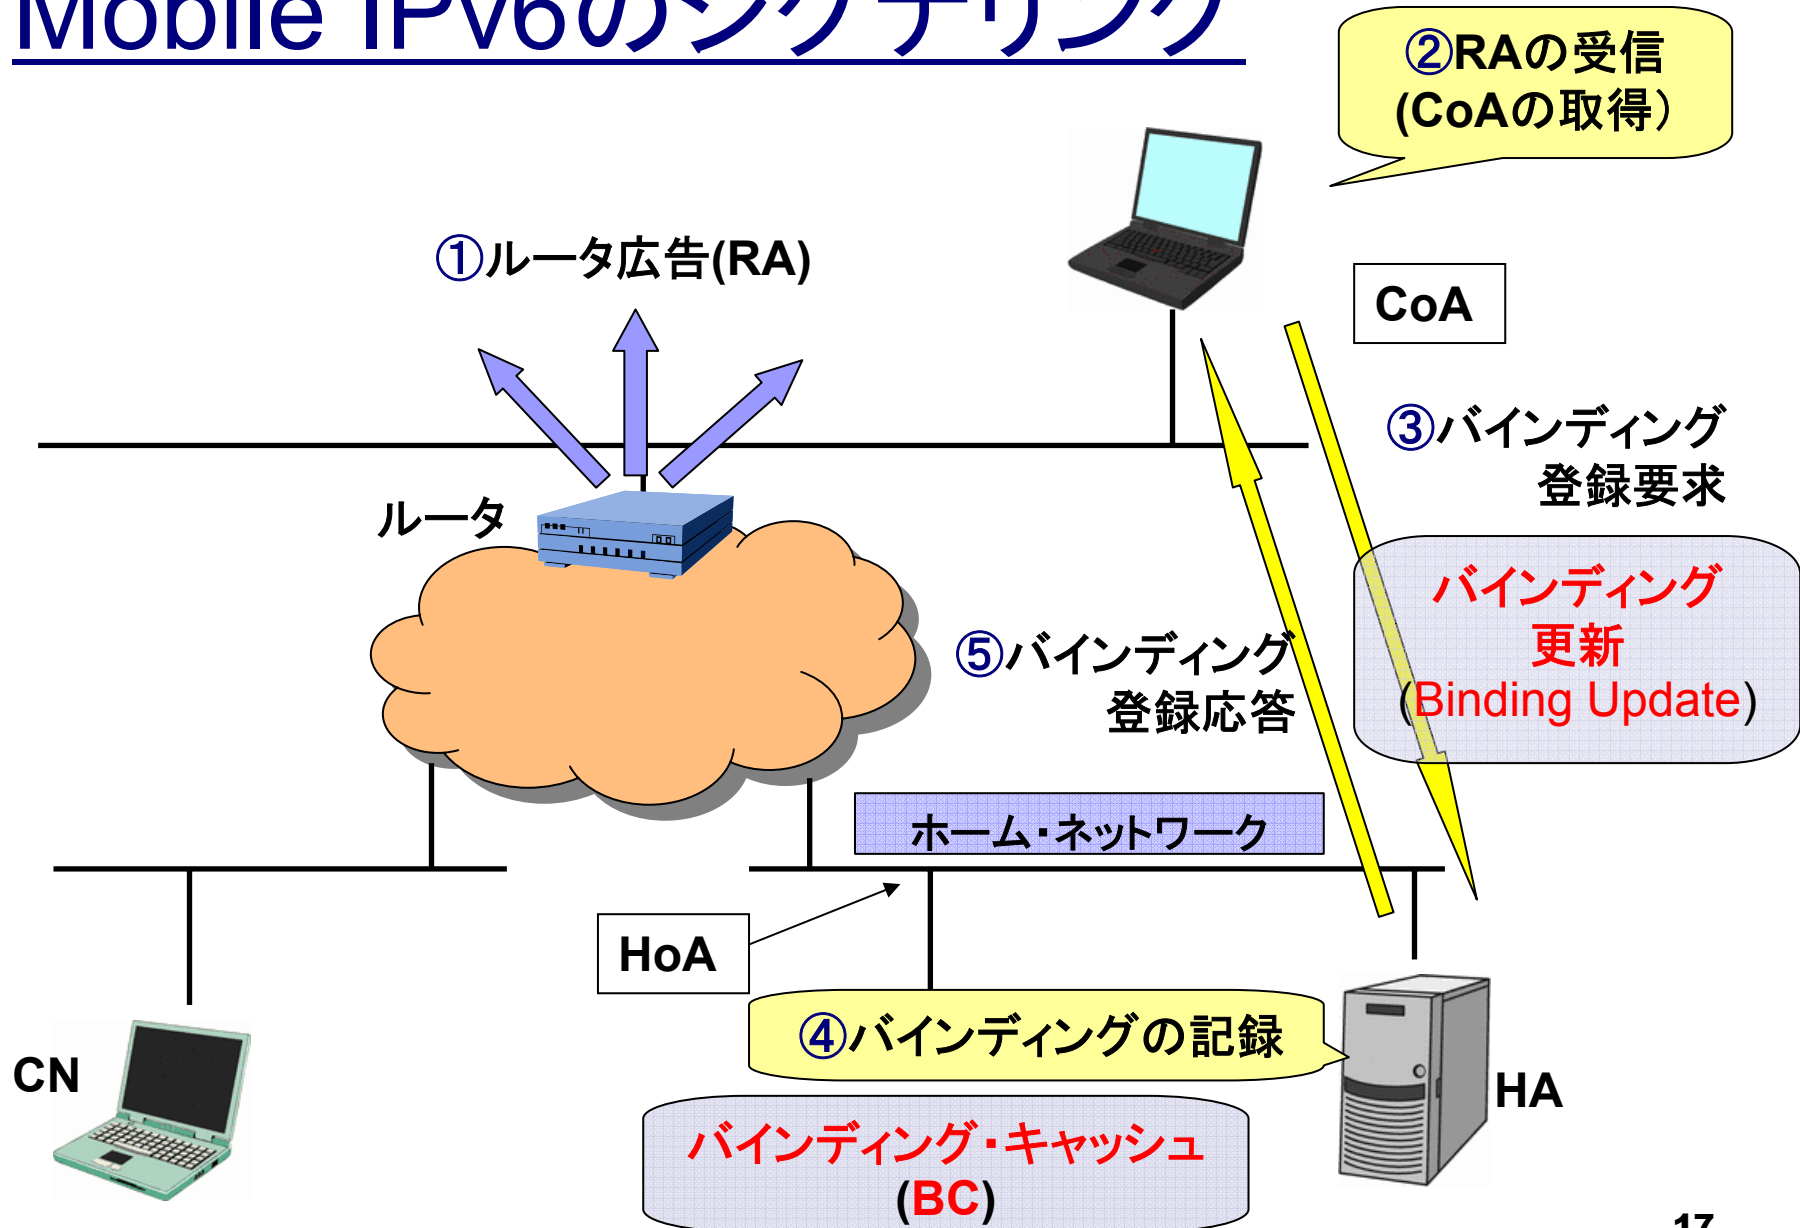 Mobile IPv6のシグナリング
②RAの受信
(CoAの取得）
①ルータ広告(RA)
CoA
③バインディング
登録要求
ルータ
バインディング
更新
(Binding Update)
⑤バインディング
登録応答
ホーム・ネットワーク
HoA
④バインディングの記録
CN
HA
バインディング・キャッシュ
(BC)
17